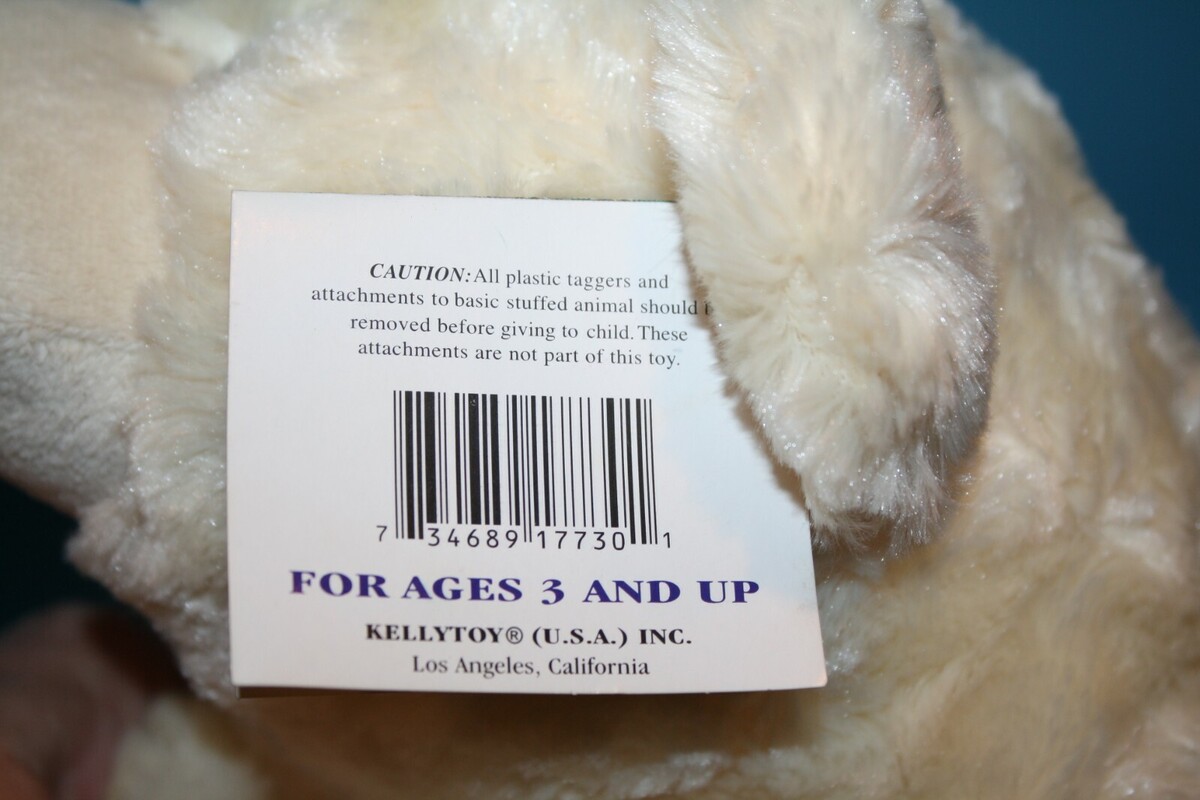 CAUTION: All plastic taggers and
attachments to basic stuffed animal should
removed before giving to child. These
attachments are not part of this toy.
7 34689 17730 1
FOR AGES 3 AND UP
KELLYTOY® (U.S.A.) INC.
Los Angeles, California